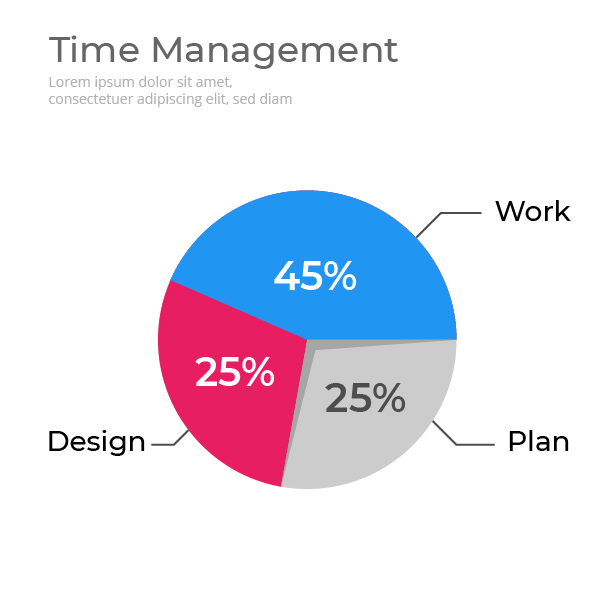 Time Management
Lorem ipsum dolor sit amet,
consectetuer adipiscing elit, sed diam
Work
45%
25%
25%
Design
Plan